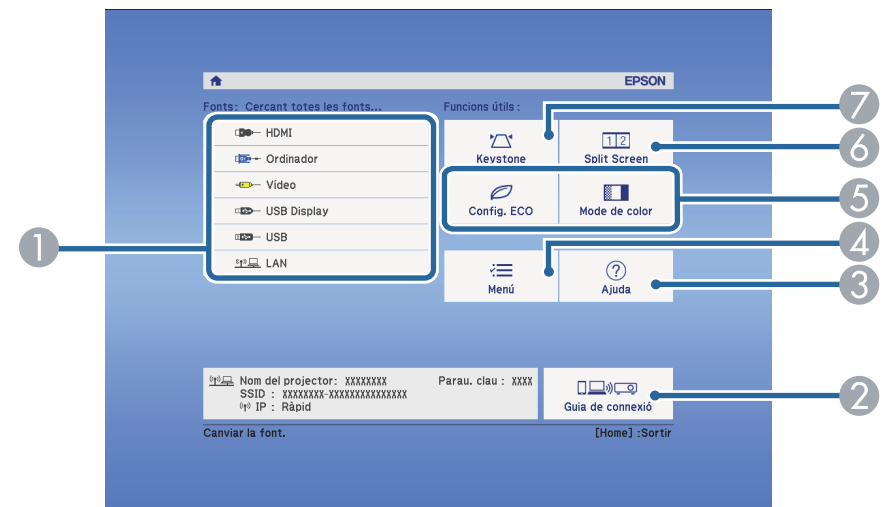 EPSON
Fonts: Cercant totes les fonts...
Funcions útils :
HDMI
Ordinador
Vídeo
USB Display
USB
LAN
Keystone
1 2
Split Screen
Config. ECO
Mode de color
Menú
?
Ajuda
Nom del projector: XXXXXXXX
Parau. clau : XXXX
SSID : XXXXXXXX-XXXXXXXXXXXXXXX
IP : Ràpid
Guia de connexió
Canviar la font.
[Home] :Sortir
1
7
6
5
4
3
2